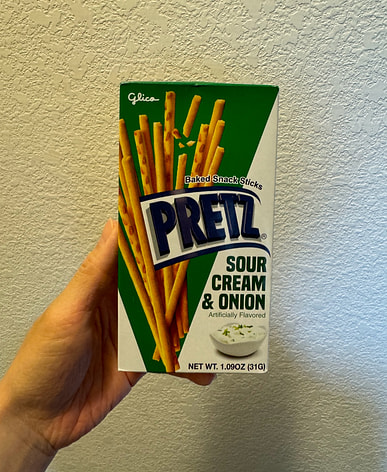 Glico
Baked Snack Sticks
PRETZ®
SOUR
CREAM
& ONION
Artificially Flavored
NET WT. 1.09OZ (31G)